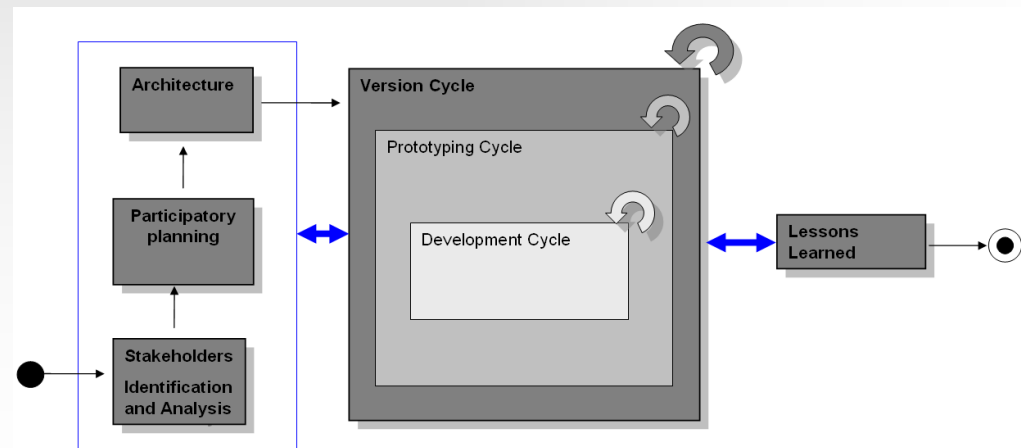 Architecture
Participatory
planning
Stakeholders
Identification
and Analysis
Version Cycle
Prototyping Cycle
Development Cycle
Lessons
Learned